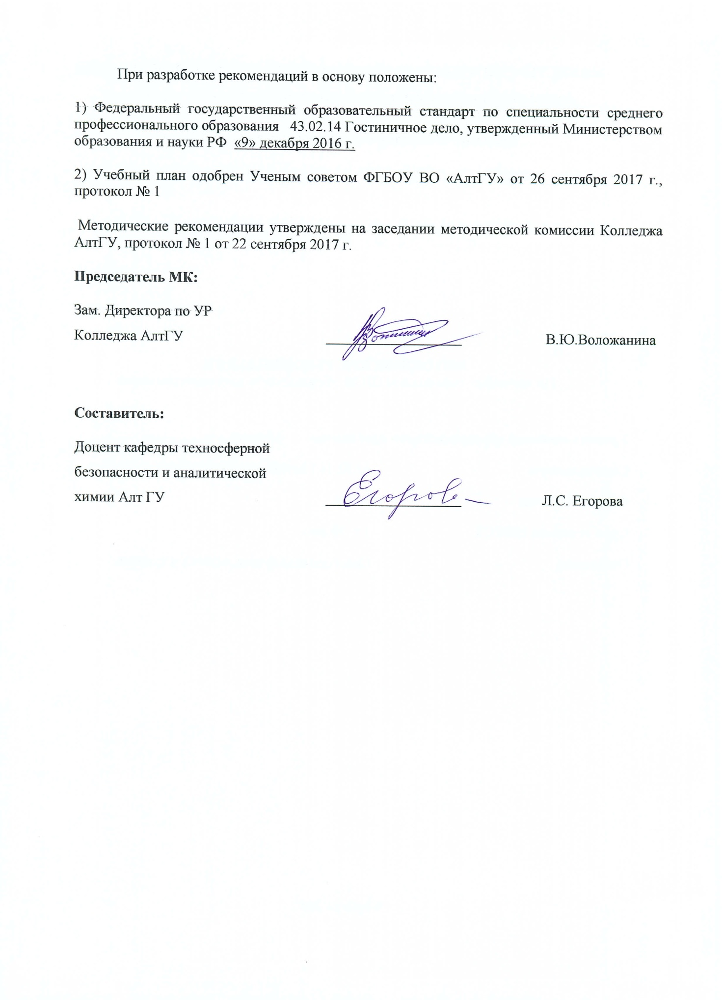 При разработке рекомендаций в основу положены:
1) Федеральный государственный образовательный стандарт по специальности среднего
профессионального образования 43.02.14 Гостиничное дело, утвержденный Министерством
образования и науки РФ «9» декабря 2016 г.
2) Учебный план одобрен Ученым советом ФГБОУ ВО «АлтГУ» от 26 сентября 2017 г.,
протокол № 1
Методические рекомендации утверждены на заседании методической комиссии Колледжа
АлтГУ, протокол № 1 от 22 сентября 2017 г.
Председатель МК:
Зам. Директора по УР
Колледжа АлтГУ В.Ю.Воложанина
Составитель:
Доцент кафедры техносферной
безопасности и аналитической
химии Алт ГУ Егорова Л.С. Егорова